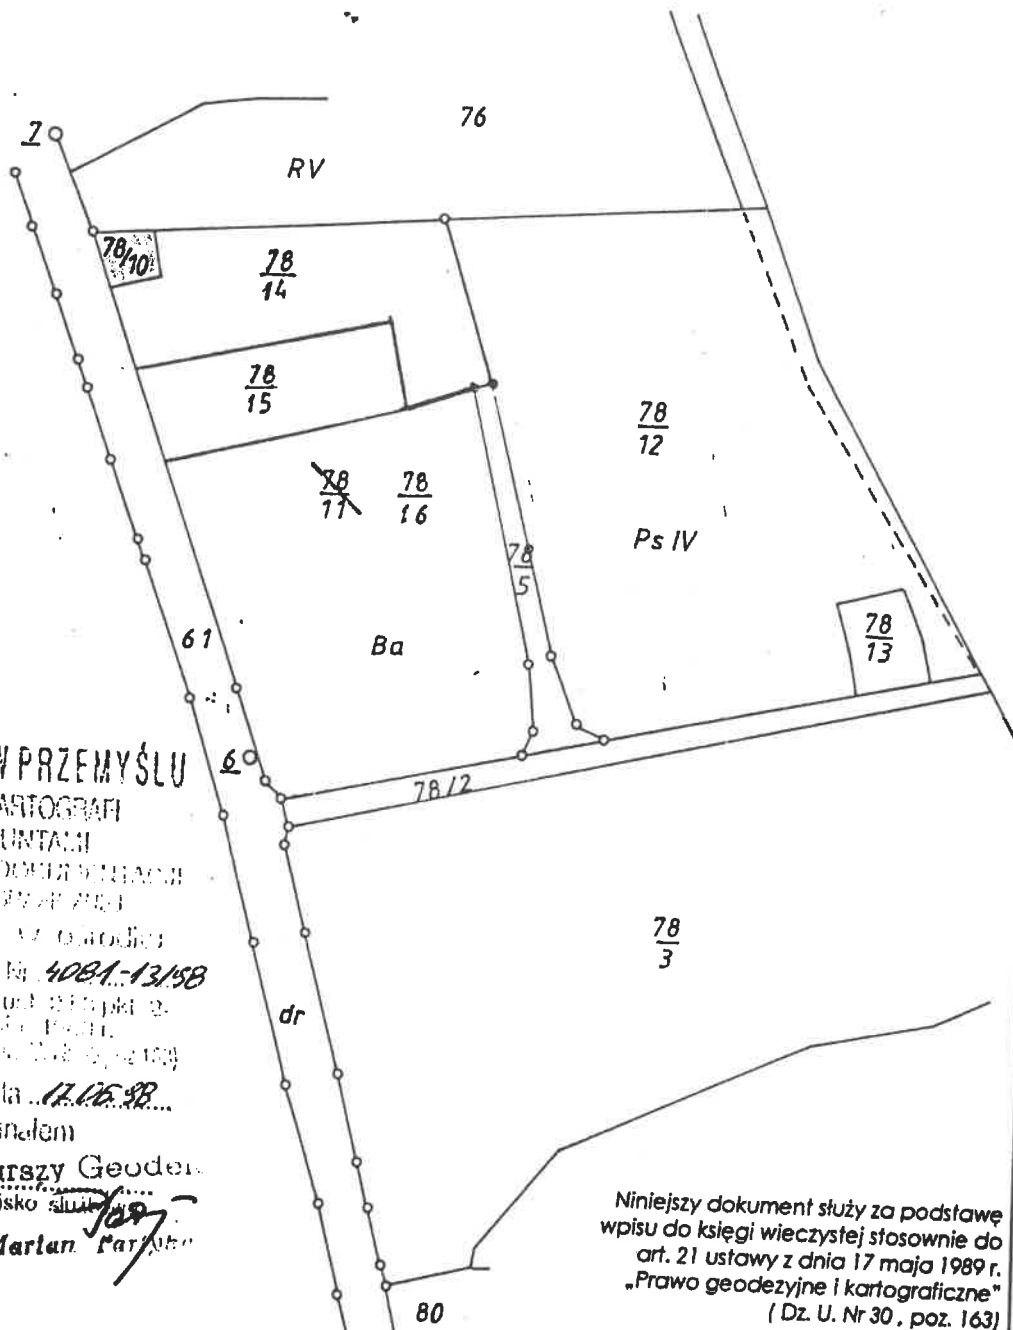 76
7
RV
78/10
78
14
78
15
78
12
78
11
78
16
Ps IV
78
5
78
13
61
Ba
W PRZEMYŚLU
6
78/2
78
3
Nr 4081-13/98
dr
17.06.98
Geodeta
Marian
Niniejszy dokument służy za podstawę
wpisu do księgi wieczystej stosownie do
art. 21 ustawy z dnia 17 maja 1989 r.
„Prawo geodezyjne i kartograficzne"
( Dz. U. Nr 30 , poz. 163)
80